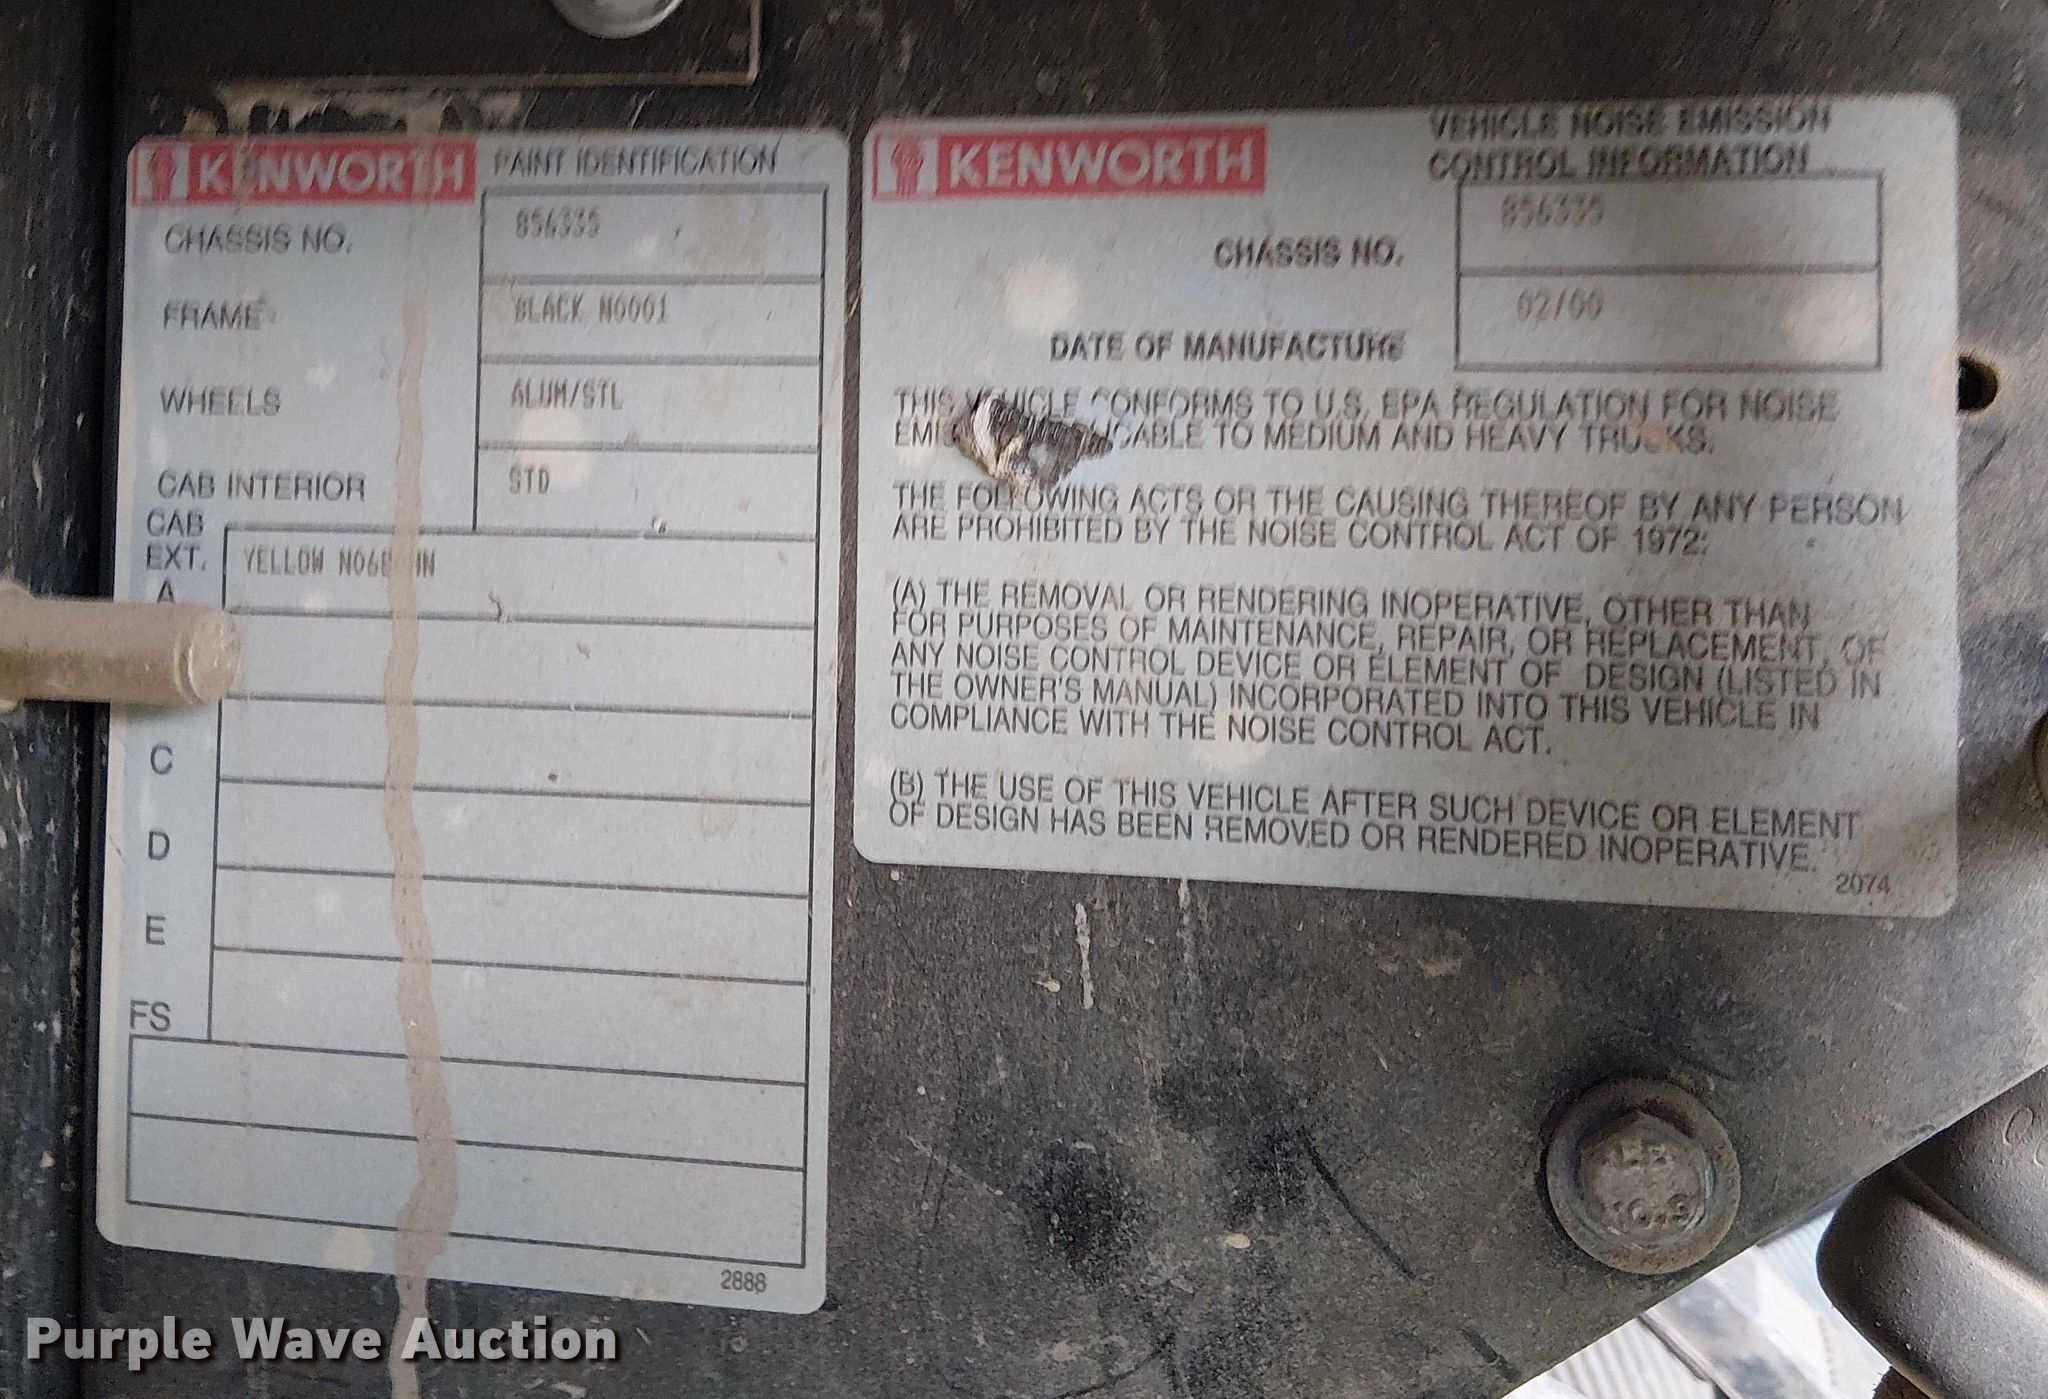 KENWORTH PAINT IDENTIFICATION
CHASSIS NO. 856335
FRAME BLACK N0001
WHEELS ALUM/STL
CAB INTERIOR STD
CAB
EXT.
A YELLOW
C
D
E
FS
2888
KENWORTH
VEHICLE NOISE EMISSION
CONTROL INFORMATION
CHASSIS NO. 856335
DATE OF MANUFACTURE 02/00
THIS VEHICLE CONFORMS TO U.S. EPA REGULATION FOR NOISE
TO MEDIUM AND HEAVY TRUCKS.
THE FOLLOWING ACTS OR THE CAUSING THEREOF BY ANY PERSON
ARE PROHIBITED BY THE NOISE CONTROL ACT OF 1972:
(A) THE REMOVAL OR RENDERING INOPERATIVE, OTHER THAN
FOR PURPOSES OF MAINTENANCE, REPAIR, OR REPLACEMENT, OF
ANY NOISE CONTROL DEVICE OR ELEMENT OF DESIGN (LISTED IN
THE OWNER'S MANUAL) INCORPORATED INTO THIS VEHICLE IN
COMPLIANCE WITH THE NOISE CONTROL ACT.
(B) THE USE OF THIS VEHICLE AFTER SUCH DEVICE OR ELEMENT
OF DESIGN HAS BEEN REMOVED OR RENDERED INOPERATIVE.
2074
10.9
Purple Wave Auction